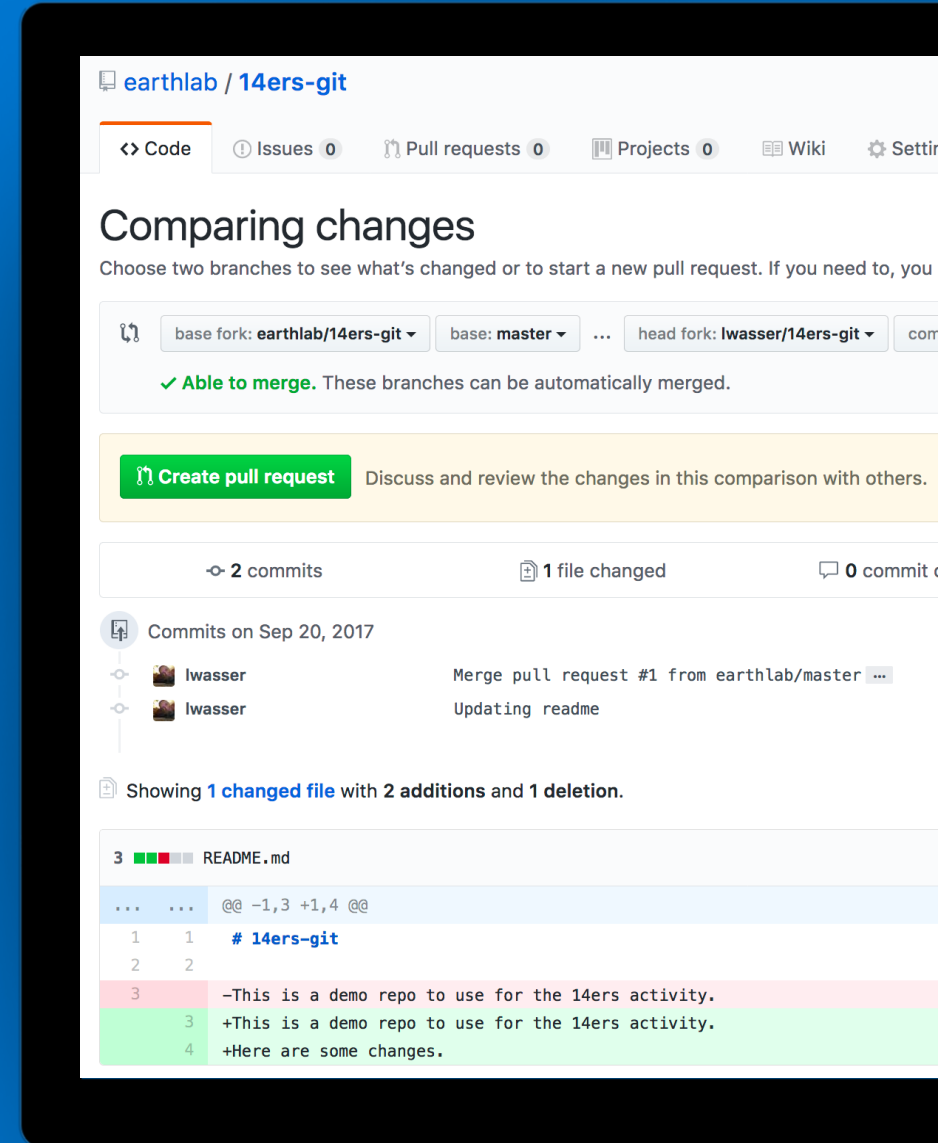 earthlab / 14ers-git
Code Issues 0 Pull requests 0 Projects 0 Wiki
Comparing changes
Choose two branches to see what's changed or to start a new pull request. If you need to, you
base fork: earthlab/14ers-git base: master ... head fork: lwasser/14ers-git
Able to merge. These branches can be automatically merged.
Create pull request Discuss and review the changes in this comparison with others.
2 commits 1 file changed 0 commit
Commits on Sep 20, 2017
lwasser Merge pull request #1 from earthlab/master ...
lwasser Updating readme
Showing 1 changed file with 2 additions and 1 deletion.
3 README.md
... ... @@ -1,3 +1,4 @@
1 1 # 14ers-git
2 2
3 -This is a demo repo to use for the 14ers activity.
3 +This is a demo repo to use for the 14ers activity.
4 +Here are some changes.